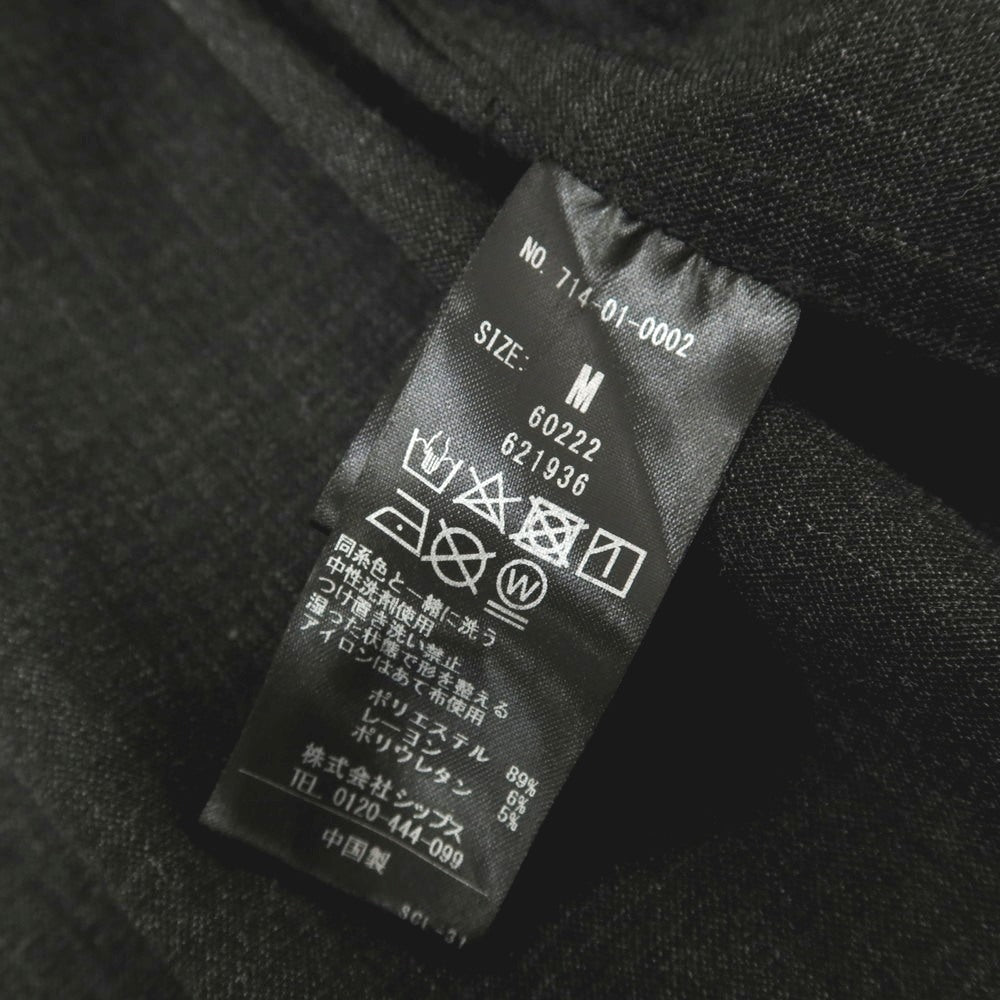 NO. 714-01-0002
SIZE:
M
60222
621936
W
同系色と一緒に洗う
中性洗剤使用
つけ置き洗い禁止
湿った状態で形を整える
アイロンはあて布使用
ポリエステル 89%
レーヨン 6%
ポリウレタン 5%
株式会社シップス
TEL. 0120-444-099
中国製